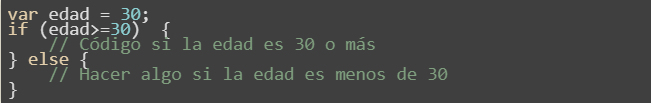 var edad = 30;
if (edad>=30)  {
    // Código si la edad es 30 o más
} else {
    // Hacer algo si la edad es menos de 30
}